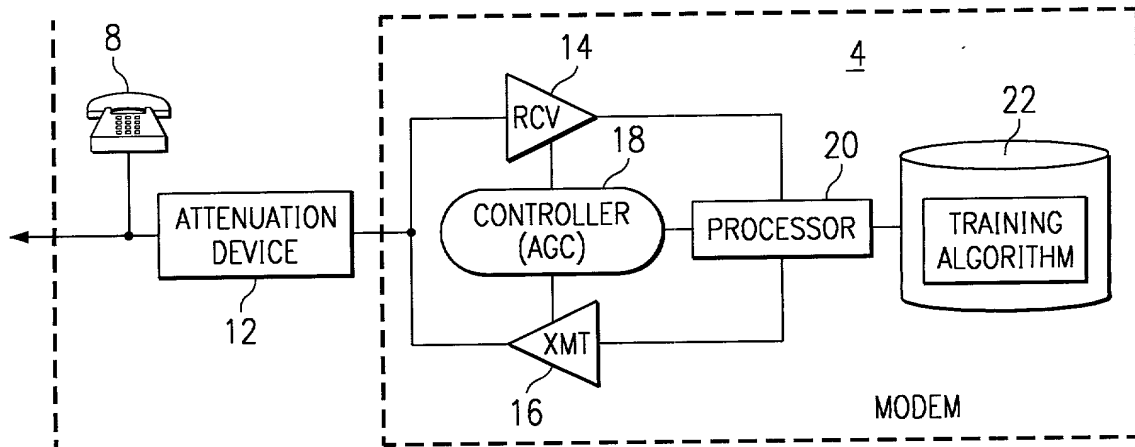 8
14
4
RCV
18
20
22
ATTENUATION
DEVICE
CONTROLLER
(AGC)
PROCESSOR
TRAINING
ALGORITHM
12
XMT
16
MODEM